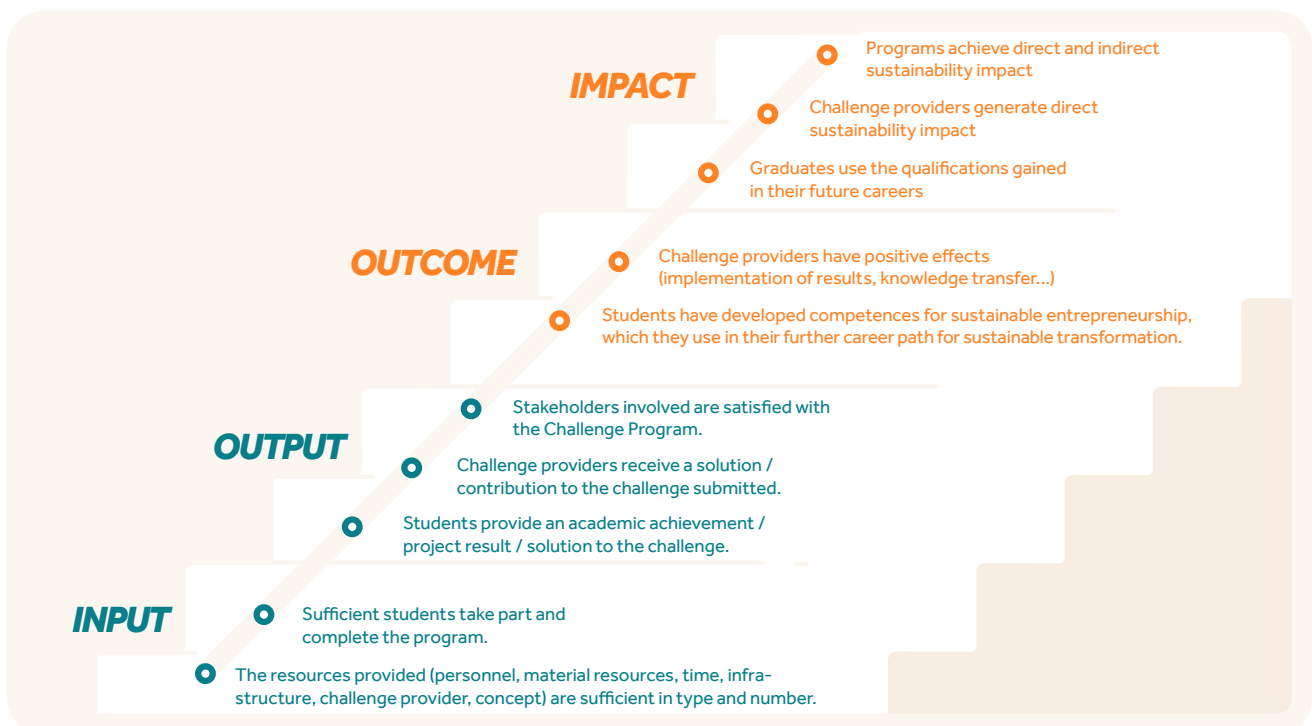 IMPACT
Programs achieve direct and indirect
sustainability impact
Challenge providers generate direct
sustainability impact
Graduates use the qualifications gained
in their future careers
OUTCOME
Challenge providers have positive effects
(implementation of results, knowledge transfer...)
Students have developed competences for sustainable entrepreneurship,
which they use in their further career path for sustainable transformation.
OUTPUT
Stakeholders involved are satisfied with
the Challenge Program.
Challenge providers receive a solution /
contribution to the challenge submitted.
Students provide an academic achievement /
project result / solution to the challenge.
INPUT
Sufficient students take part and
complete the program.
The resources provided (personnel, material resources, time, infra-
structure, challenge provider, concept) are sufficient in type and number.